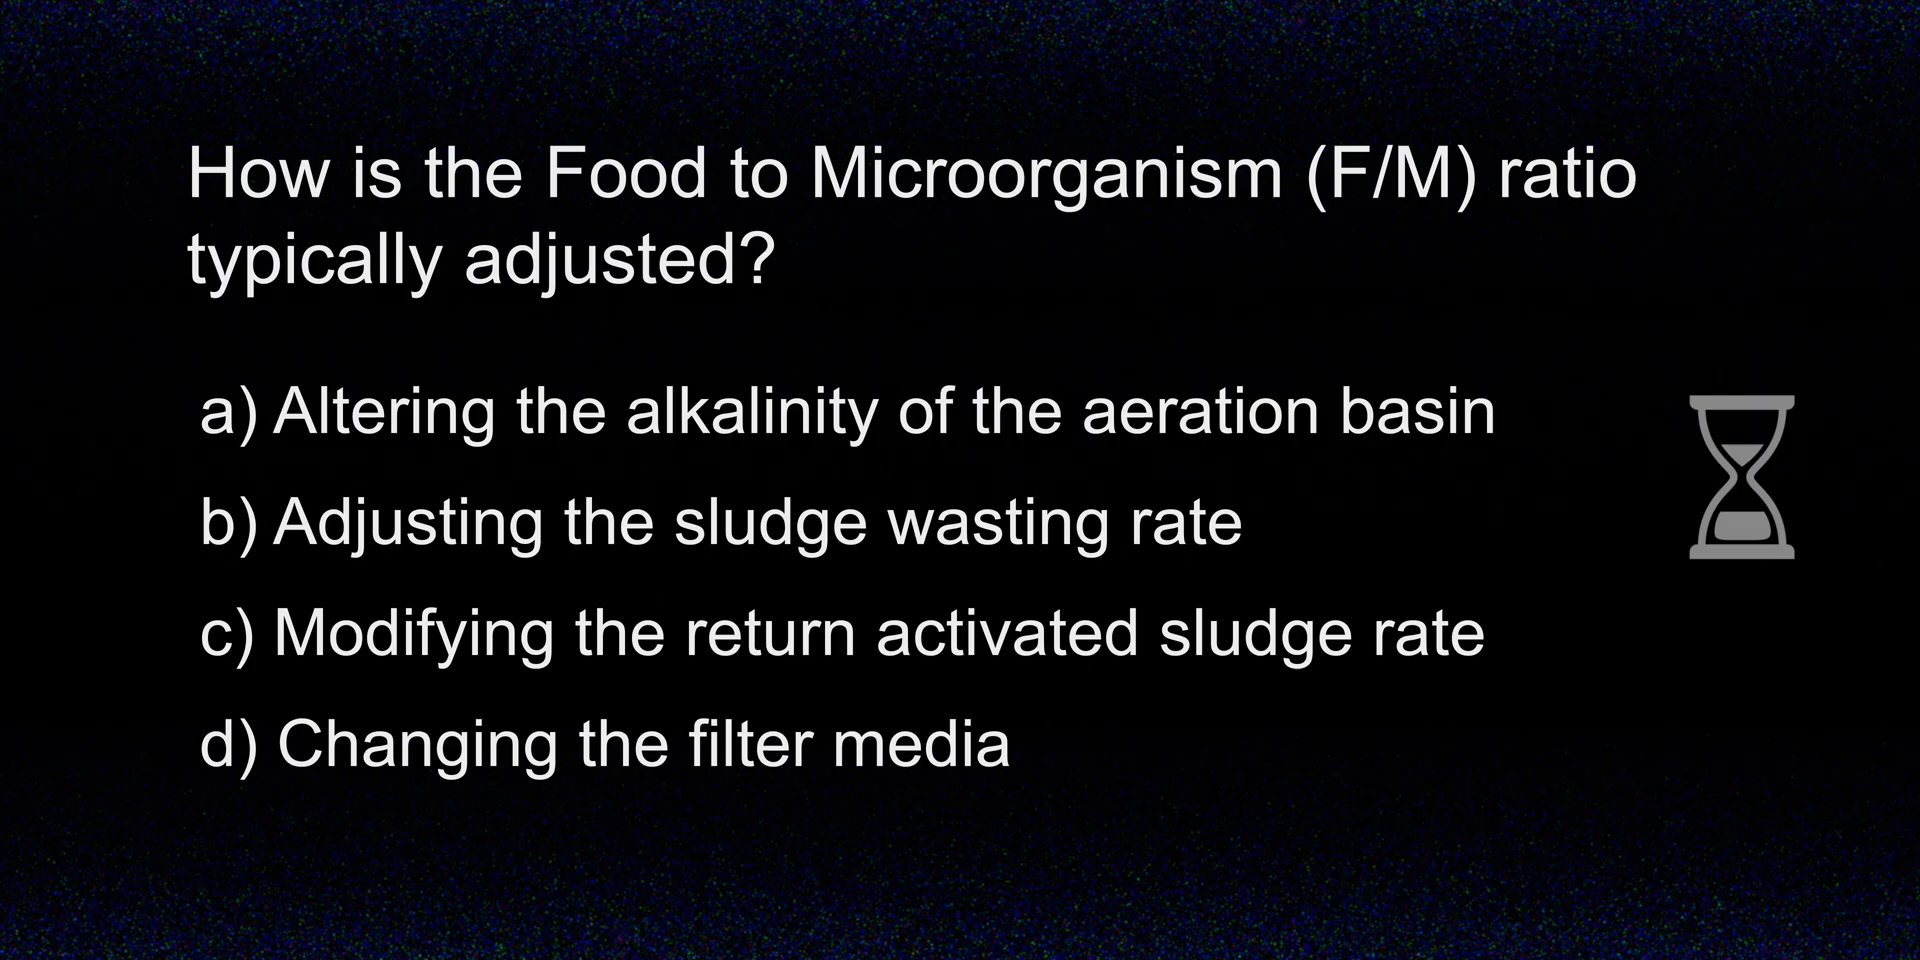 How is the Food to Microorganism (F/M) ratio
typically adjusted?
a) Altering the alkalinity of the aeration basin
b) Adjusting the sludge wasting rate
c) Modifying the return activated sludge rate
d) Changing the filter media